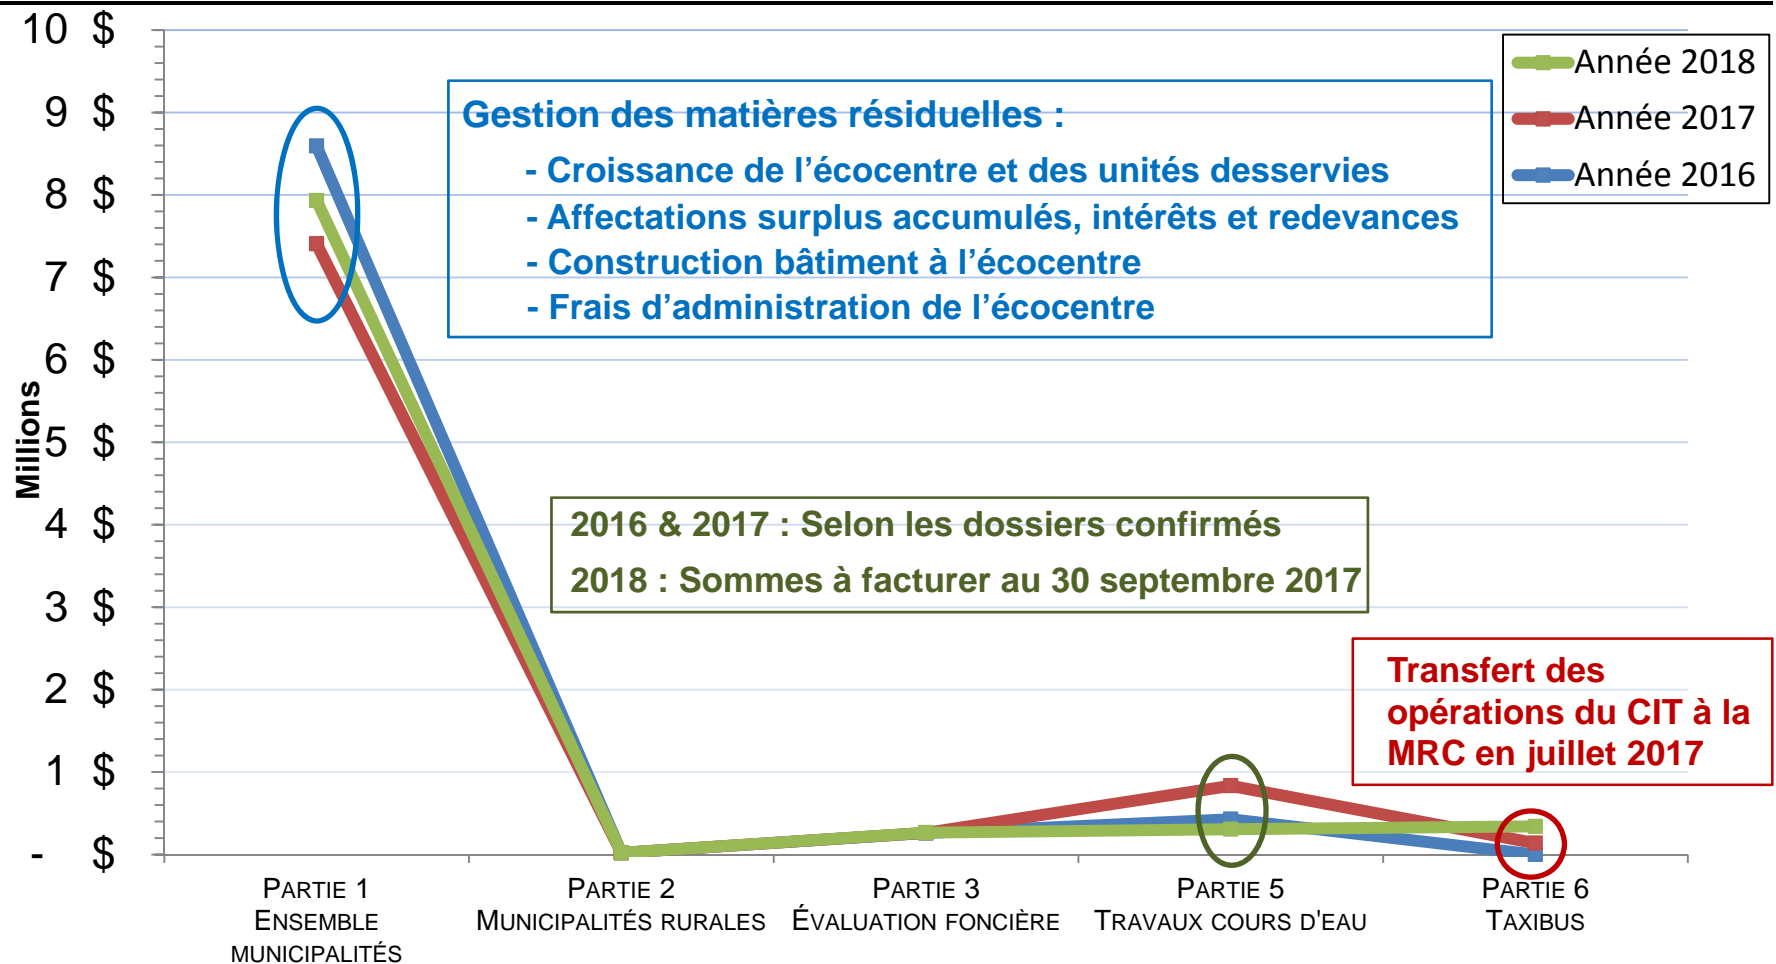 10 $
9 $
8 $
7 $
6 $
5 $
4 $
3 $
2 $
1 $
- $
Millions
Année 2018
Année 2017
Année 2016
Gestion des matières résiduelles :
- Croissance de l’écocentre et des unités desservies
- Affectations surplus accumulés, intérêts et redevances
- Construction bâtiment à l’écocentre
- Frais d’administration de l’écocentre
2016 & 2017 : Selon les dossiers confirmés
2018 : Sommes à facturer au 30 septembre 2017
Transfert des
opérations du CIT à la
MRC en juillet 2017
PARTIE 1
ENSEMBLE
MUNICIPALITÉS
PARTIE 2
MUNICIPALITÉS RURALES
PARTIE 3
ÉVALUATION FONCIÈRE
PARTIE 5
TRAVAUX COURS D'EAU
PARTIE 6
TAXIBUS